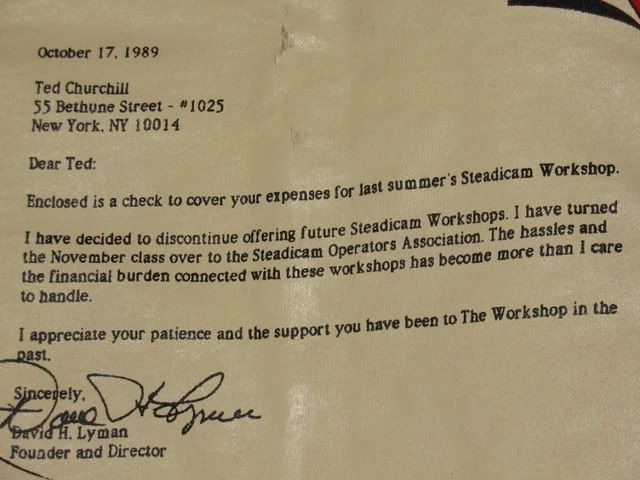 October 17, 1989
Ted Churchill
55 Bethune Street - #1025
New York, NY 10014
Dear Ted:
Enclosed is a check to cover your expenses for last summer's Steadicam Workshop.
I have decided to discontinue offering future Steadicam Workshops. I have turned
the November class over to the Steadicam Operators Association. The hassles and
the financial burden connected with these workshops has become more than I care
to handle.
I appreciate your patience and the support you have been to The Workshop in the
past.
Sincerely,
David H. Lyman
David H. Lyman
Founder and Director